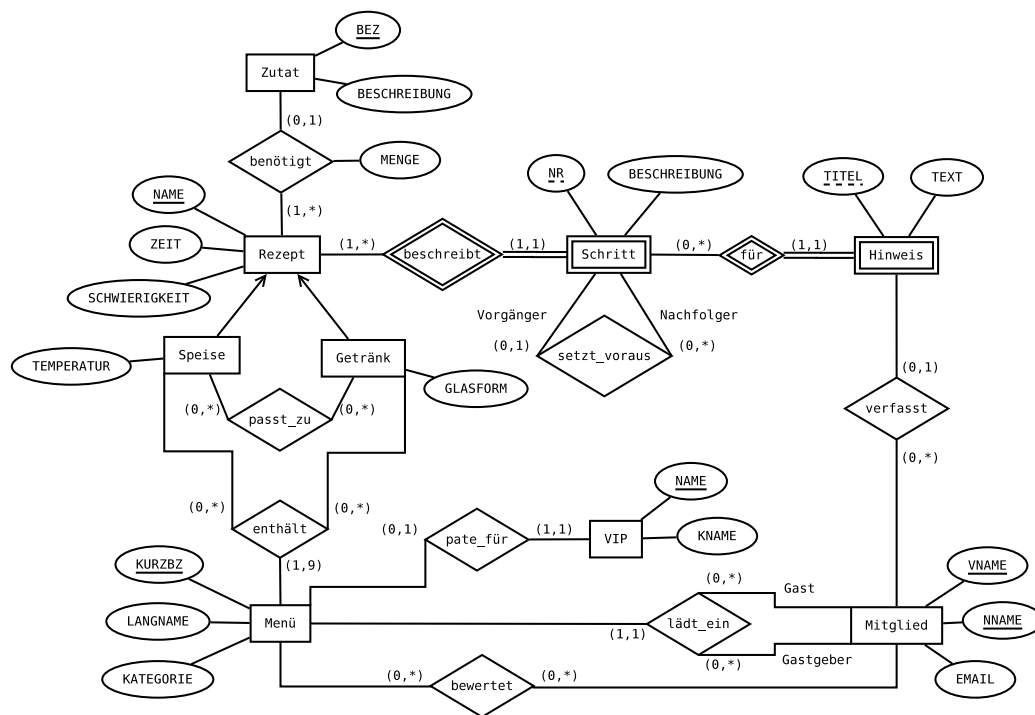 BEZ
Zutat
BESCHREIBUNG
(0,1)
benötigt
MENGE
NAME
(1,*)
ZEIT
Rezept
SCHWIERIGKEIT
(1,*)
beschreibt
(1,1)
NR
BESCHREIBUNG
Schritt
(0,*)
für
(1,1)
TITEL
TEXT
Hinweis
Vorgänger
Nachfolger
(0,1)
setzt_voraus
(0,*)
Speise
Getränk
TEMPERATUR
GLASFORM
(0,*)
passt_zu
(0,*)
(0,1)
verfasst
(0,*)
(0,*)
enthält
(0,*)
(1,9)
(0,1)
pate_für
(1,1)
VIP
NAME
KNAME
KURZBZ
LANGNAME
Menü
KATEGORIE
(1,1)
lädt_ein
(0,*)
Gast
(0,*)
Gastgeber
Mitglied
VNAME
NNAME
EMAIL
(0,*)
bewertet
(0,*)